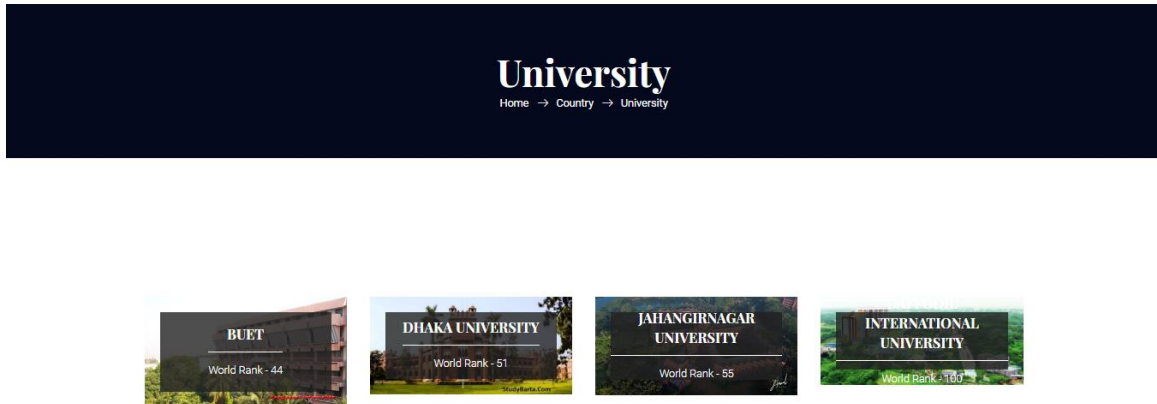 University
Home → Country → University
BUET
World Rank - 44
DHAKA UNIVERSITY
World Rank - 51
StudyBarta.Com
JAHANGIRNAGAR
UNIVERSITY
World Rank - 55
INTERNATIONAL
UNIVERSITY
World Rank - 100